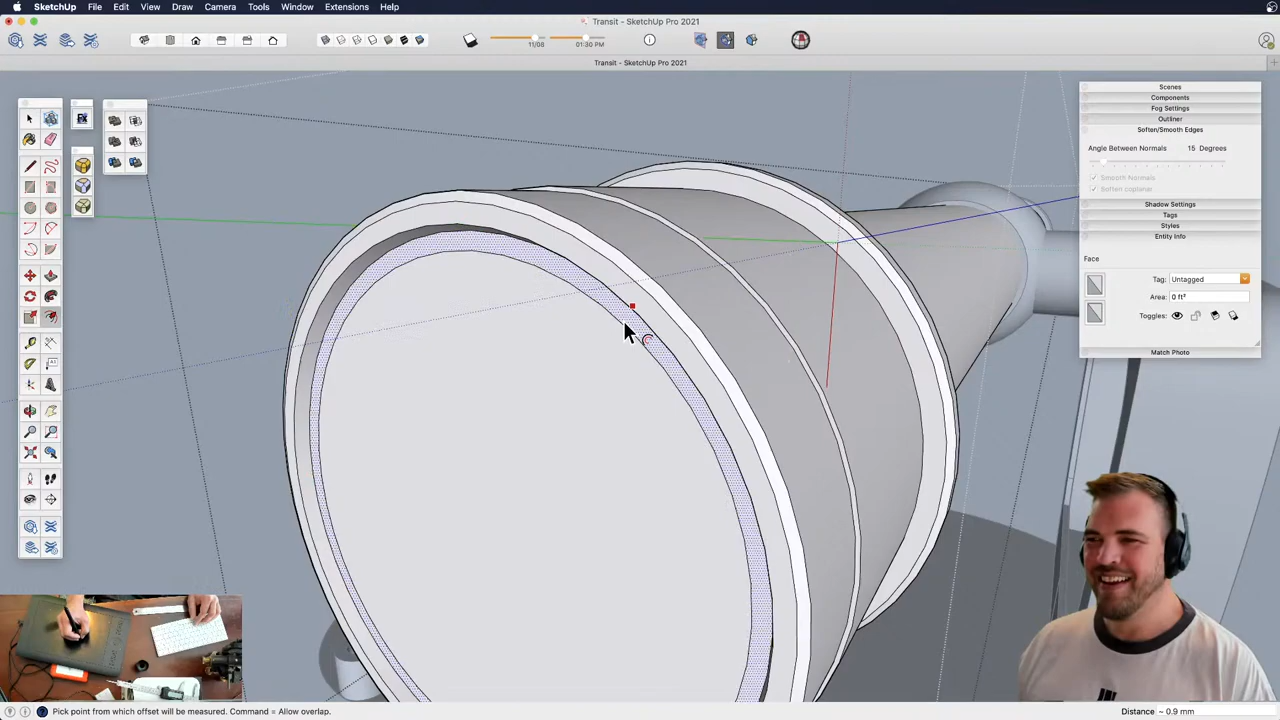 SketchUp File Edit View Draw Camera Tools Window Extensions Help
Transit - SketchUp Pro 2021
11/08 01:30 PM
Transit - SketchUp Pro 2021
Scenes
Components
Fog Settings
Outliner
Soften/Smooth Edges
Angle Between Normals 15 Degrees
Smooth Normals
Soften coplanar
Shadow Settings
Tags
Styles
Entity Info
Face
Tag: Untagged
Area: 0 ft²
Toggles:
Match Photo
Pick point from which offset will be measured. Command = Allow overlap.
Distance ~ 0.9 mm